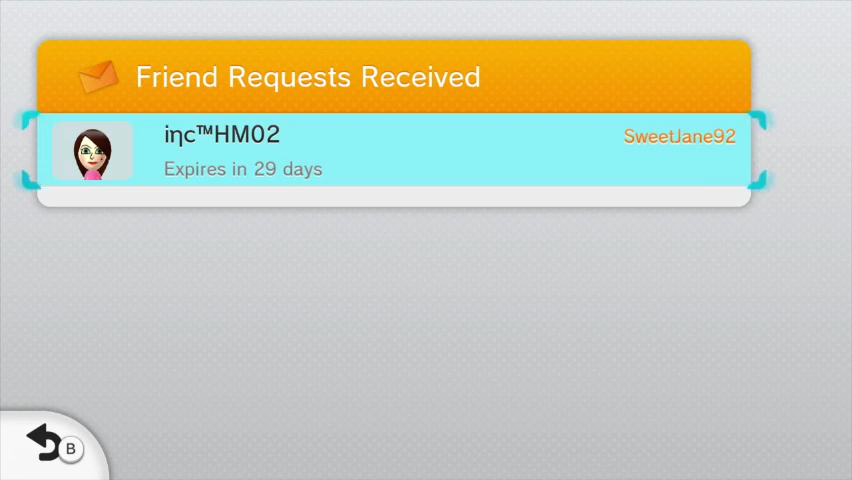 Friend Requests Received
iηc™HM02
SweetJane92
Expires in 29 days
B